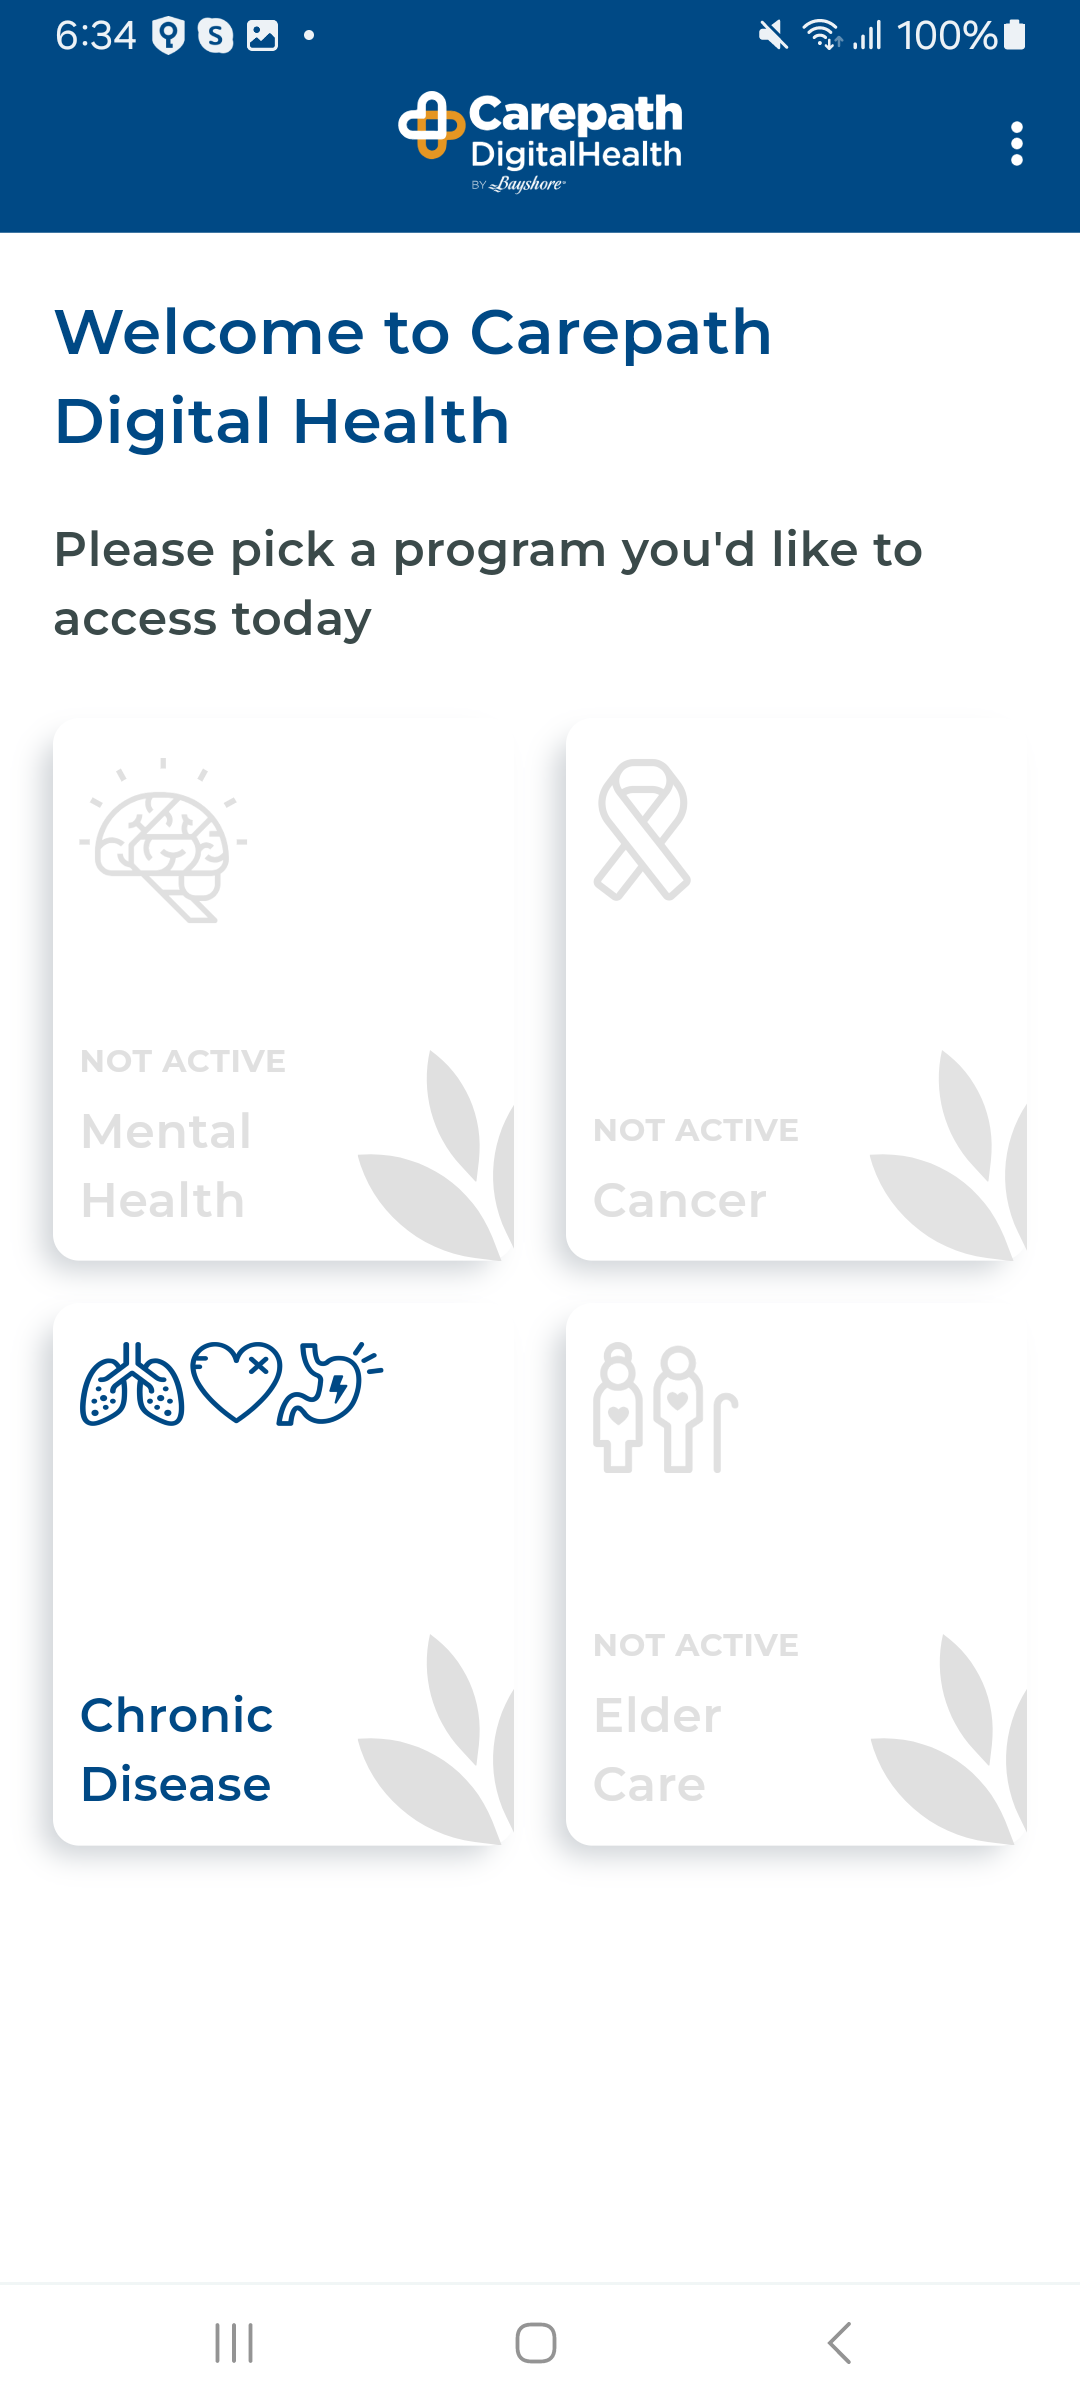 6:34 S 100%
Carepath
DigitalHealth
BY Bayshore
Welcome to Carepath
Digital Health
Please pick a program you'd like to
access today
NOT ACTIVE
Mental
Health
NOT ACTIVE
Cancer
Chronic
Disease
NOT ACTIVE
Elder
Care